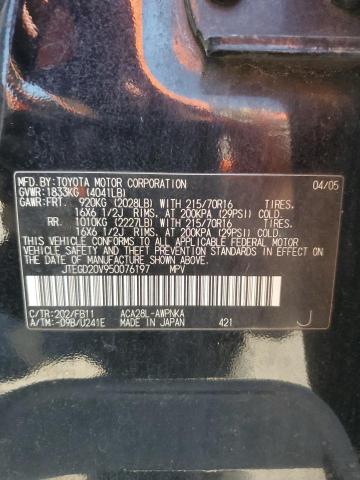 MFD.BY:TOYOTA MOTOR CORPORATION 04/05
GVWR:1833KG (4041LB)
GAWR:FRT. 920KG (2028LB) WITH 215/70R16
16X6 1/2J RIMS, AT 200KPA (29PSI) COLD.
RR. 1010KG (2227LB) WITH 215/70R16
16X6 1/2J RIMS, AT 200KPA (29PSI) COLD.
THIS VEHICLE CONFORMS TO ALL APPLICABLE FEDERAL
MOTOR VEHICLE SAFETY, BUMPER, AND THEFT
PREVENTION STANDARDS IN EFFECT ON THE DATE OF
MANUFACTURE SHOWN ABOVE.
JTEGD20V950076197 MPV
C/TR:202/FB11 ACA28L-AWPNKA
A/TM:-09B/U241E MADE IN JAPAN 421 J